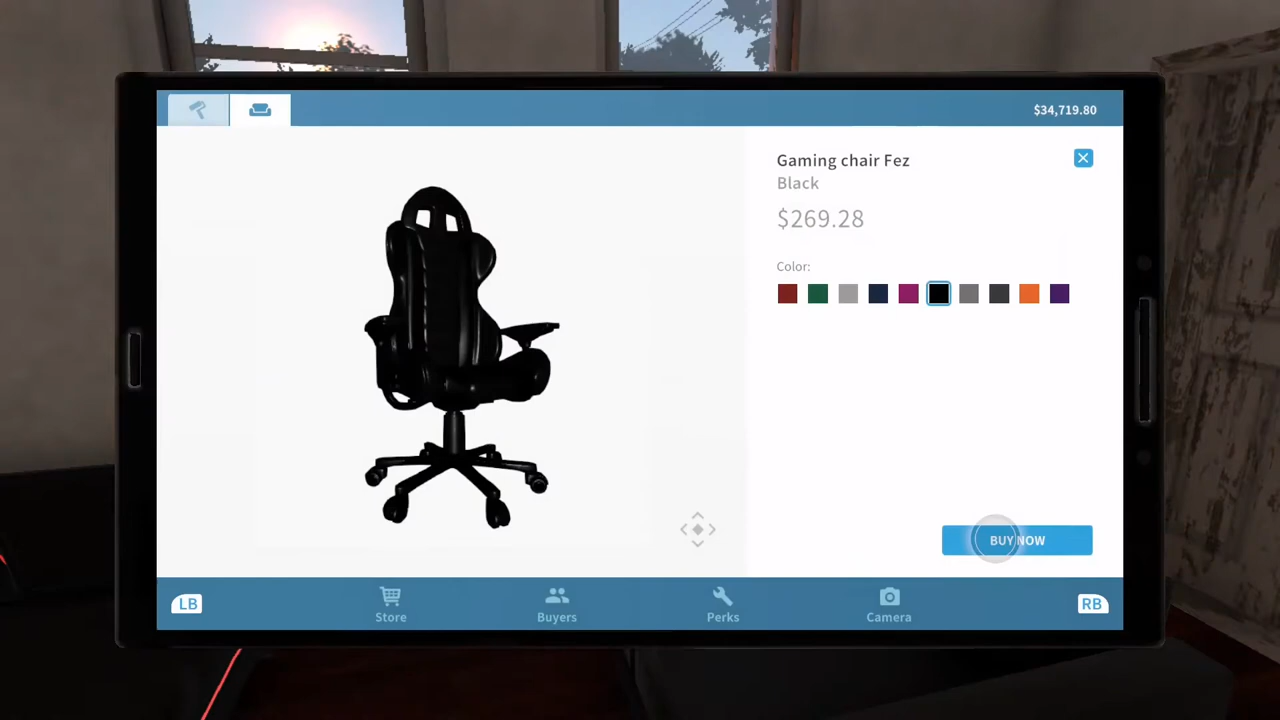 $34,719.80
Gaming chair Fez
Black
$269.28
Color:
BUY NOW
LB
Store
Buyers
Perks
Camera
RB